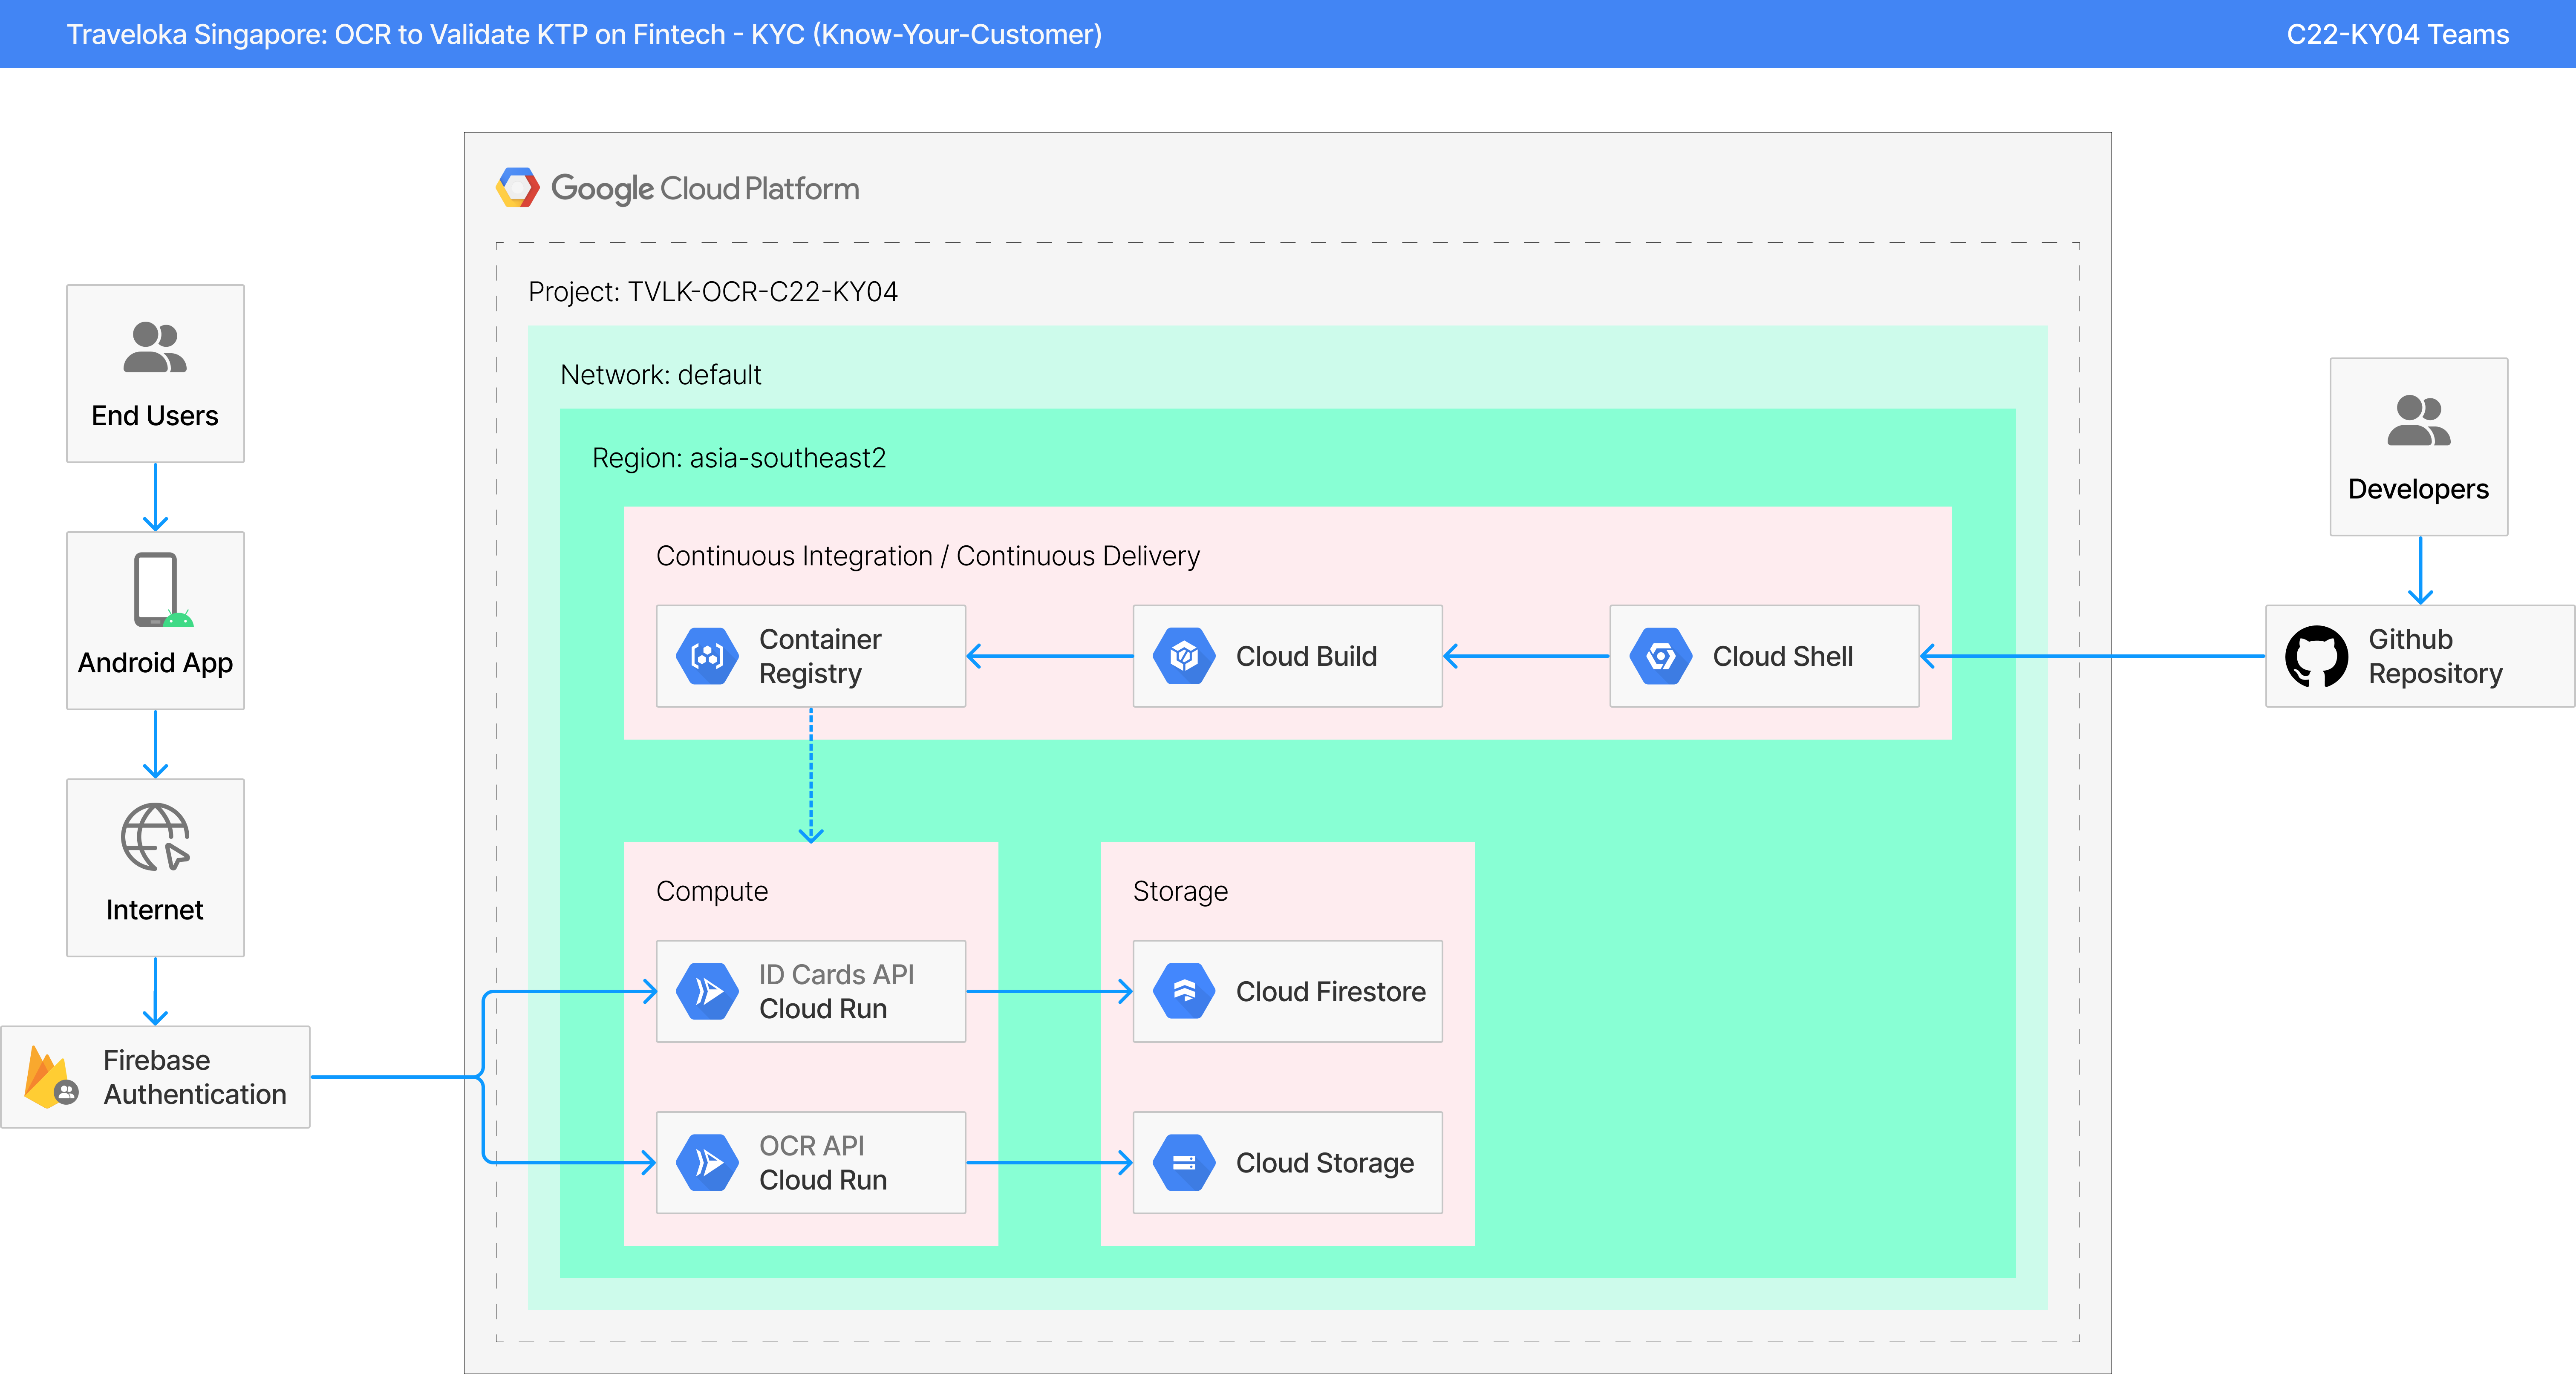 Traveloka Singapore: OCR to Validate KTP on Fintech - KYC (Know-Your-Customer)
C22-KY04 Teams
Google Cloud Platform
Project: TVLK-OCR-C22-KY04
Network: default
Region: asia-southeast2
End Users
Android App
Internet
Firebase
Authentication
Continuous Integration / Continuous Delivery
Container
Registry
Cloud Build
Cloud Shell
Developers
Github
Repository
Compute
ID Cards API
Cloud Run
OCR API
Cloud Run
Storage
Cloud Firestore
Cloud Storage